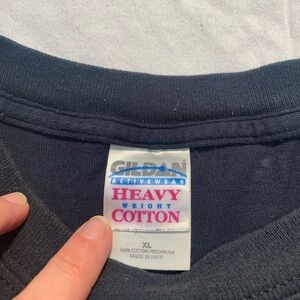 GILDAN
ACTIVEWEAR
HEAVY
WEIGHT
COTTON
XL
100% COTTON PRESHRUNK
MADE IN HAITI